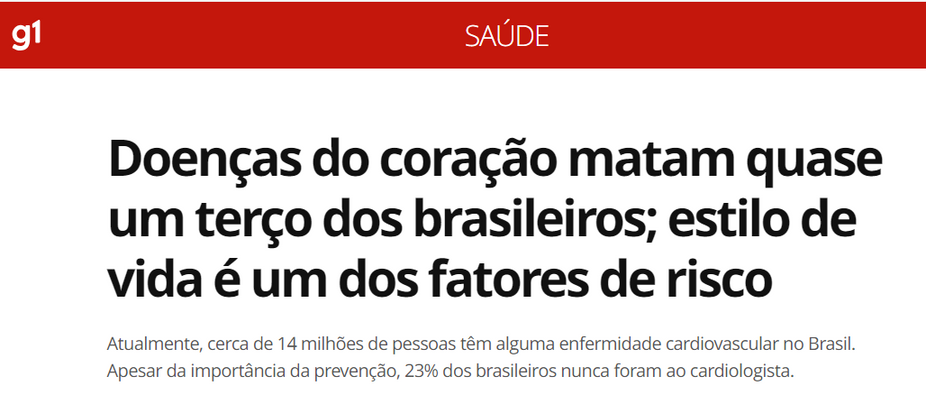 g1
SAÚDE
Doenças do coração matam quase
um terço dos brasileiros; estilo de
vida é um dos fatores de risco
Atualmente, cerca de 14 milhões de pessoas têm alguma enfermidade cardiovascular no Brasil.
Apesar da importância da prevenção, 23% dos brasileiros nunca foram ao cardiologista.